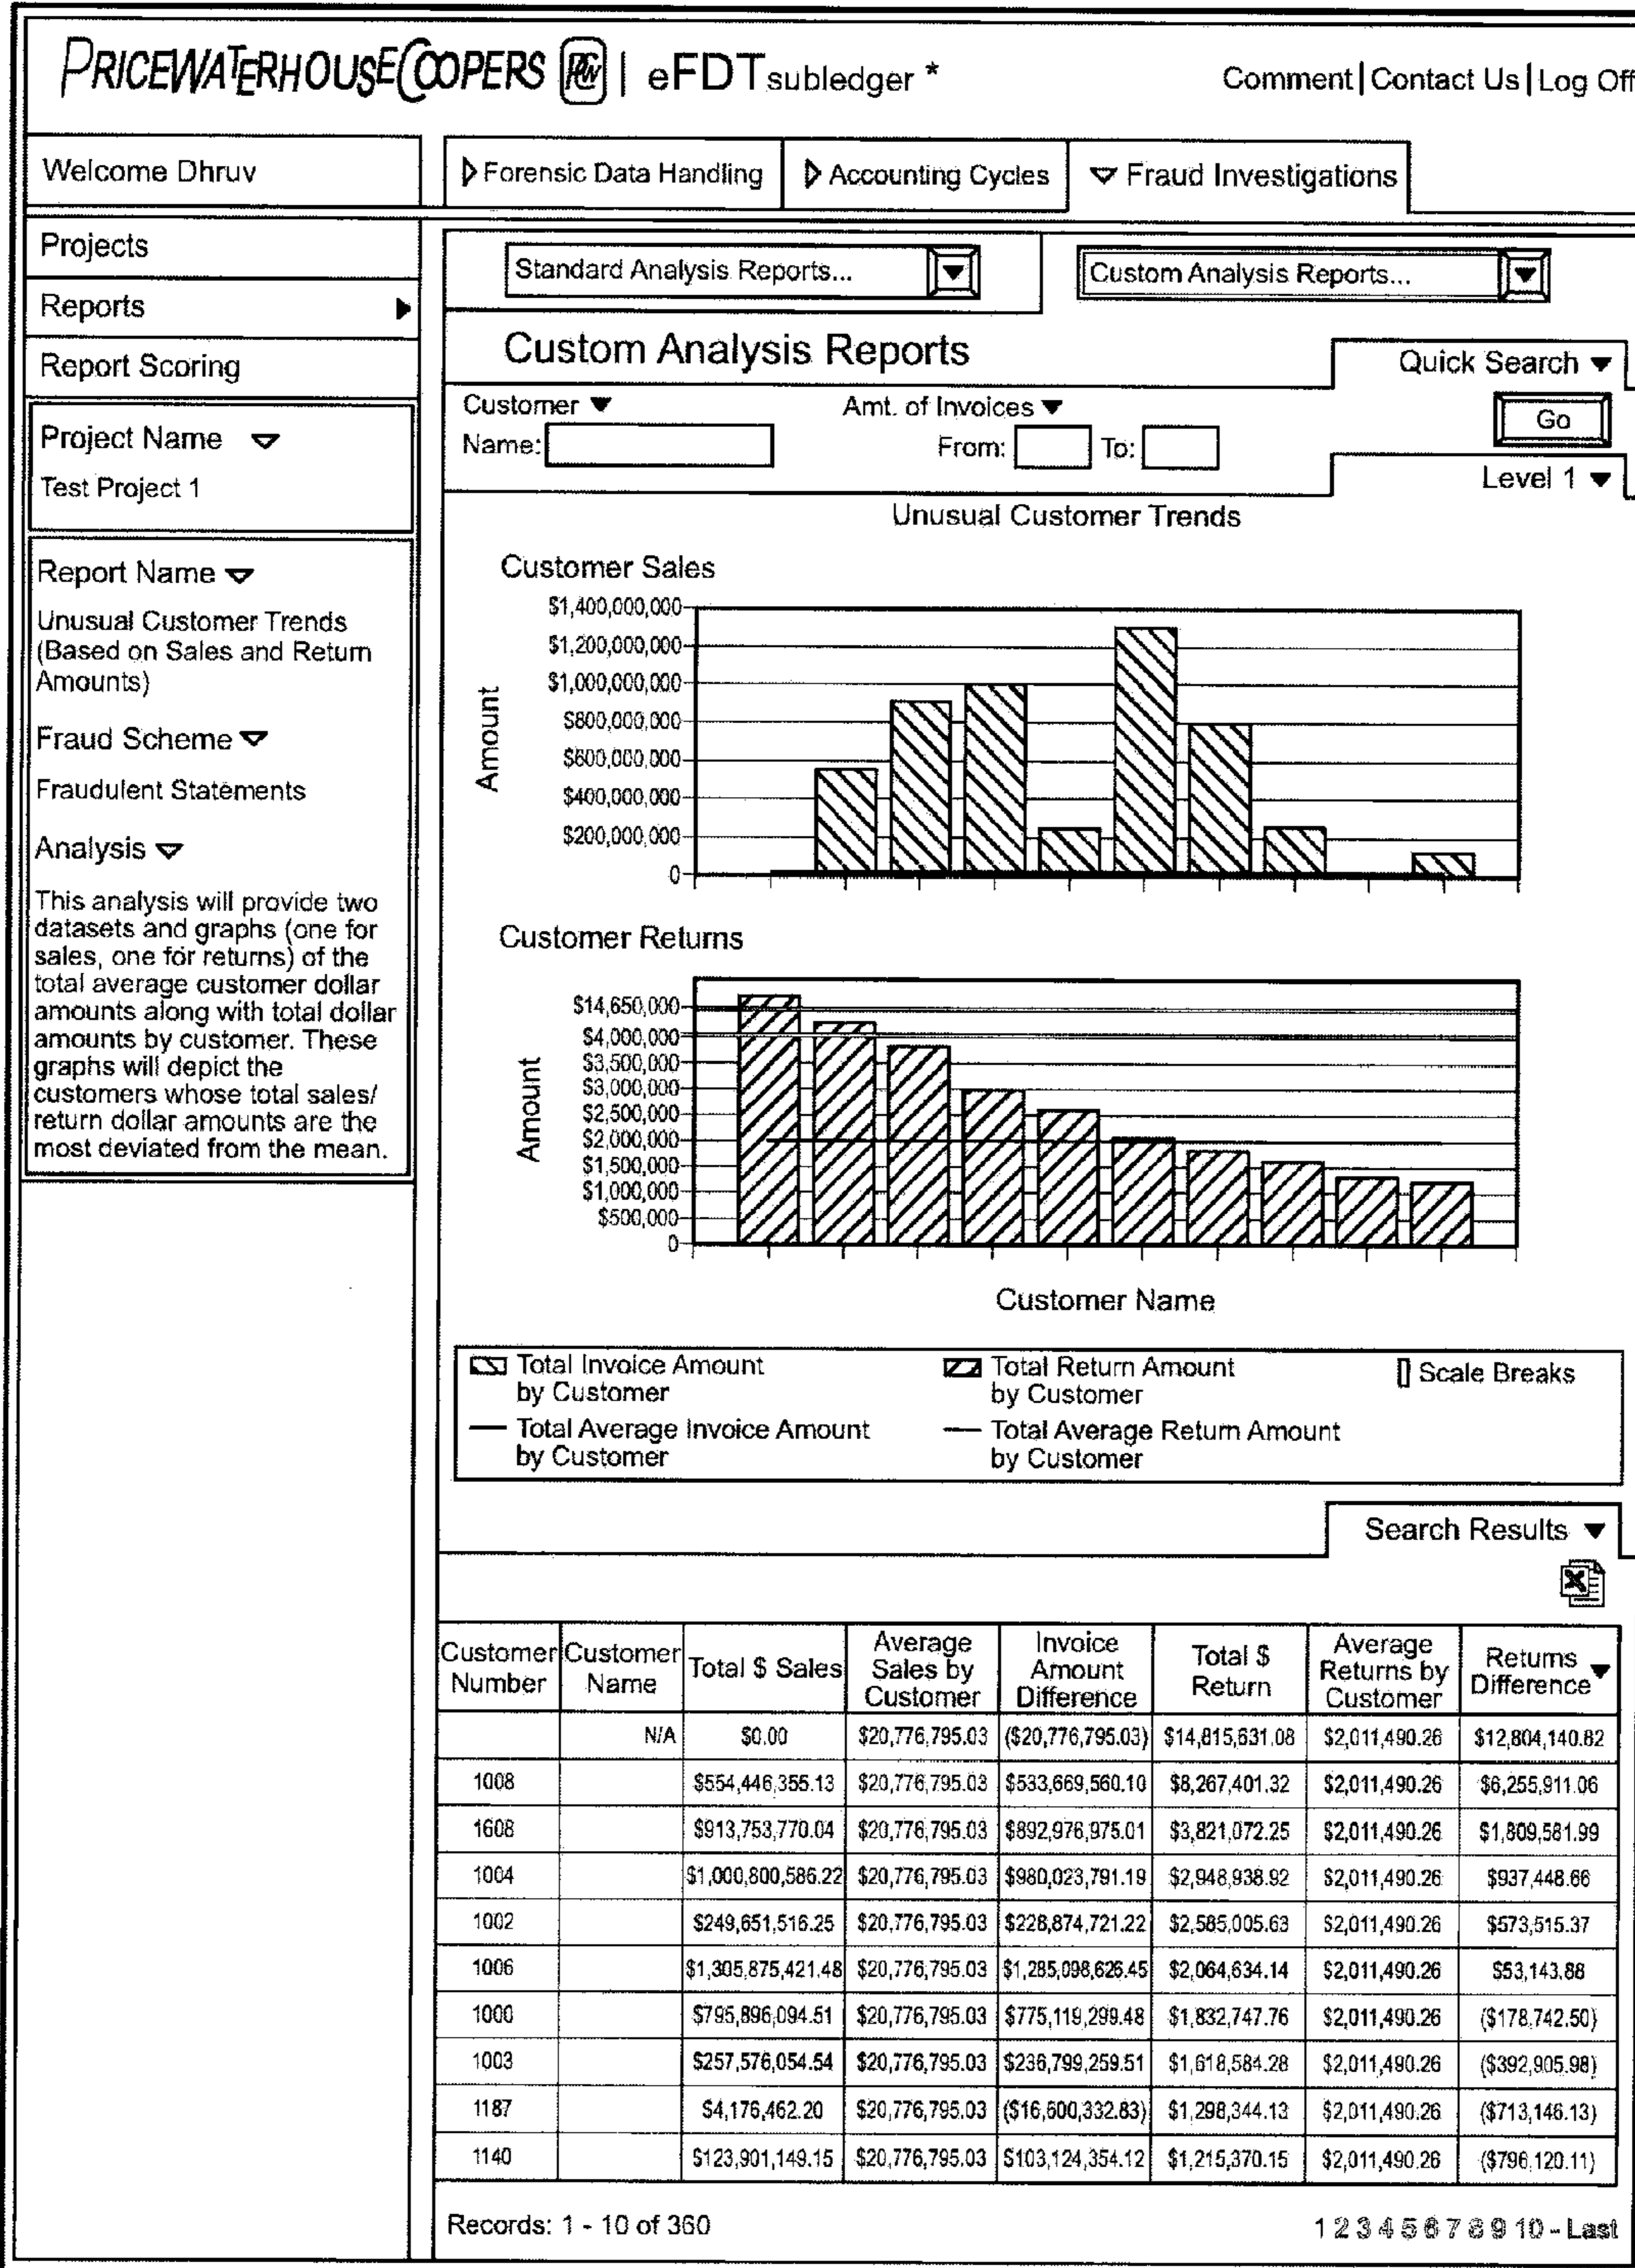 PRICEWATERHOUSECOOPERS PwC | eFDT subledger *
Comment | Contact Us | Log Off
Welcome Dhruv
Forensic Data Handling
Accounting Cycles
Fraud Investigations
Projects
Reports
Report Scoring
Project Name
Test Project 1
Report Name
Unusual Customer Trends
(Based on Sales and Return
Amounts)
Fraud Scheme
Fraudulent Statements
Analysis
This analysis will provide two
datasets and graphs (one for
sales, one for returns) of the
total average customer dollar
amounts along with total dollar
amounts by customer. These
graphs will depict the
customers whose total sales/
return dollar amounts are the
most deviated from the mean.
Standard Analysis Reports...
Custom Analysis Reports...
Custom Analysis Reports
Quick Search
Customer
Amt. of Invoices
Go
Name:
From:
To:
Level 1
Unusual Customer Trends
Customer Sales
Amount
$1,400,000,000
$1,200,000,000
$1,000,000,000
$800,000,000
$600,000,000
$400,000,000
$200,000,000
0
Customer Returns
Amount
$14,650,000
$4,000,000
$3,500,000
$3,000,000
$2,500,000
$2,000,000
$1,500,000
$1,000,000
$500,000
0
Customer Name
Total Invoice Amount
by Customer
Total Return Amount
by Customer
Scale Breaks
Total Average Invoice Amount
by Customer
Total Average Return Amount
by Customer
Search Results
Customer Number | Customer Name | Total $ Sales | Average Sales by Customer | Invoice Amount Difference | Total $ Return | Average Returns by Customer | Returns Difference
N/A $0.00 $20,776,795.03 ($20,776,795.03) $14,815,631.08 $2,011,490.26 $12,804,140.82
1008 $554,446,355.13 $20,776,795.03 $533,669,560.10 $8,267,401.32 $2,011,490.26 $6,255,911.06
1608 $913,753,770.04 $20,776,795.03 $892,976,975.01 $3,821,072.25 $2,011,490.26 $1,809,581.99
1004 $1,000,800,586.22 $20,776,795.03 $980,023,791.19 $2,948,938.92 $2,011,490.26 $937,448.66
1002 $249,651,516.25 $20,776,795.03 $228,874,721.22 $2,585,005.63 $2,011,490.26 $573,515.37
1006 $1,305,875,421.48 $20,776,795.03 $1,285,098,626.45 $2,064,634.14 $2,011,490.26 $53,143.88
1000 $795,896,094.51 $20,776,795.03 $775,119,299.48 $1,832,747.76 $2,011,490.26 ($178,742.50)
1003 $257,576,054.54 $20,776,795.03 $236,799,259.51 $1,618,584.28 $2,011,490.26 ($392,905.98)
1187 $4,176,462.20 $20,776,795.03 ($16,600,332.83) $1,298,344.13 $2,011,490.26 ($713,146.13)
1140 $123,901,149.15 $20,776,795.03 $103,124,354.12 $1,215,370.15 $2,011,490.26 ($796,120.11)
Records: 1 - 10 of 360
1 2 3 4 5 6 7 8 9 10 - Last